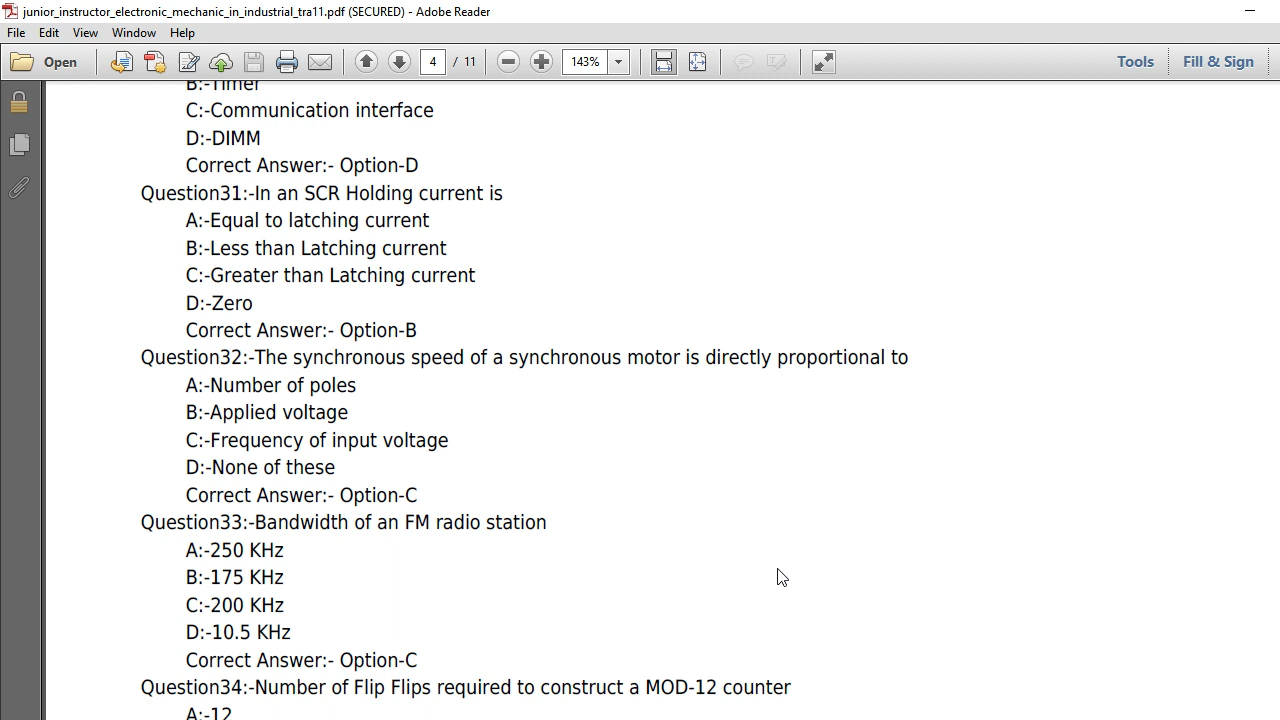 junior_instructor_electronic_mechanic_in_industrial_tra11.pdf (SECURED) - Adobe Reader
File Edit View Window Help
Open 4 / 11 143% Tools Fill & Sign
B:-Timer
C:-Communication interface
D:-DIMM
Correct Answer:- Option-D
Question31:-In an SCR Holding current is
A:-Equal to latching current
B:-Less than Latching current
C:-Greater than Latching current
D:-Zero
Correct Answer:- Option-B
Question32:-The synchronous speed of a synchronous motor is directly proportional to
A:-Number of poles
B:-Applied voltage
C:-Frequency of input voltage
D:-None of these
Correct Answer:- Option-C
Question33:-Bandwidth of an FM radio station
A:-250 KHz
B:-175 KHz
C:-200 KHz
D:-10.5 KHz
Correct Answer:- Option-C
Question34:-Number of Flip Flips required to construct a MOD-12 counter
A:-12